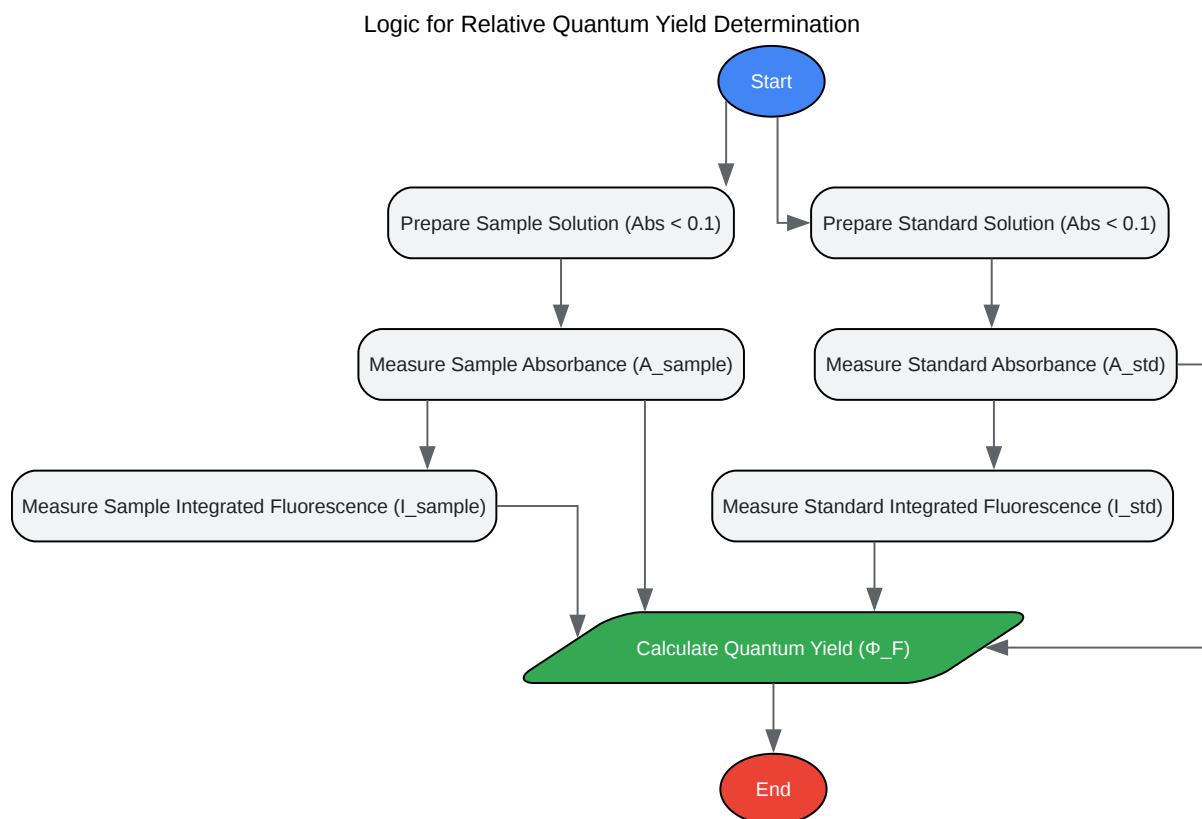 Logic for Relative Quantum Yield Determination
Start
Prepare Sample Solution (Abs < 0.1)
Prepare Standard Solution (Abs < 0.1)
Measure Sample Absorbance (A_sample)
Measure Standard Absorbance (A_std)
Measure Sample Integrated Fluorescence (I_sample)
Measure Standard Integrated Fluorescence (I_std)
Calculate Quantum Yield (Φ_F)
End